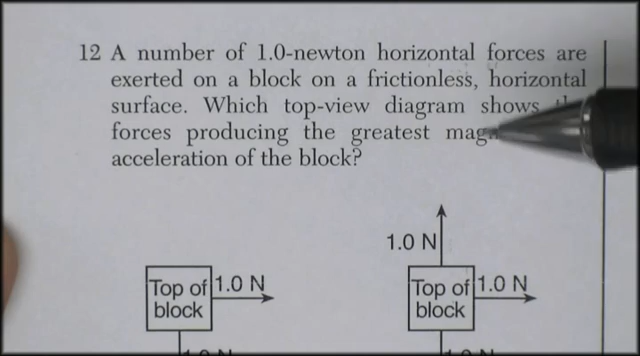 12 A number of 1.0-newton horizontal forces are
exerted on a block on a frictionless, horizontal
surface. Which top-view diagram shows
forces producing the greatest
acceleration of the block?
1.0 N
Top of 1.0 N
block
Top of 1.0 N
block